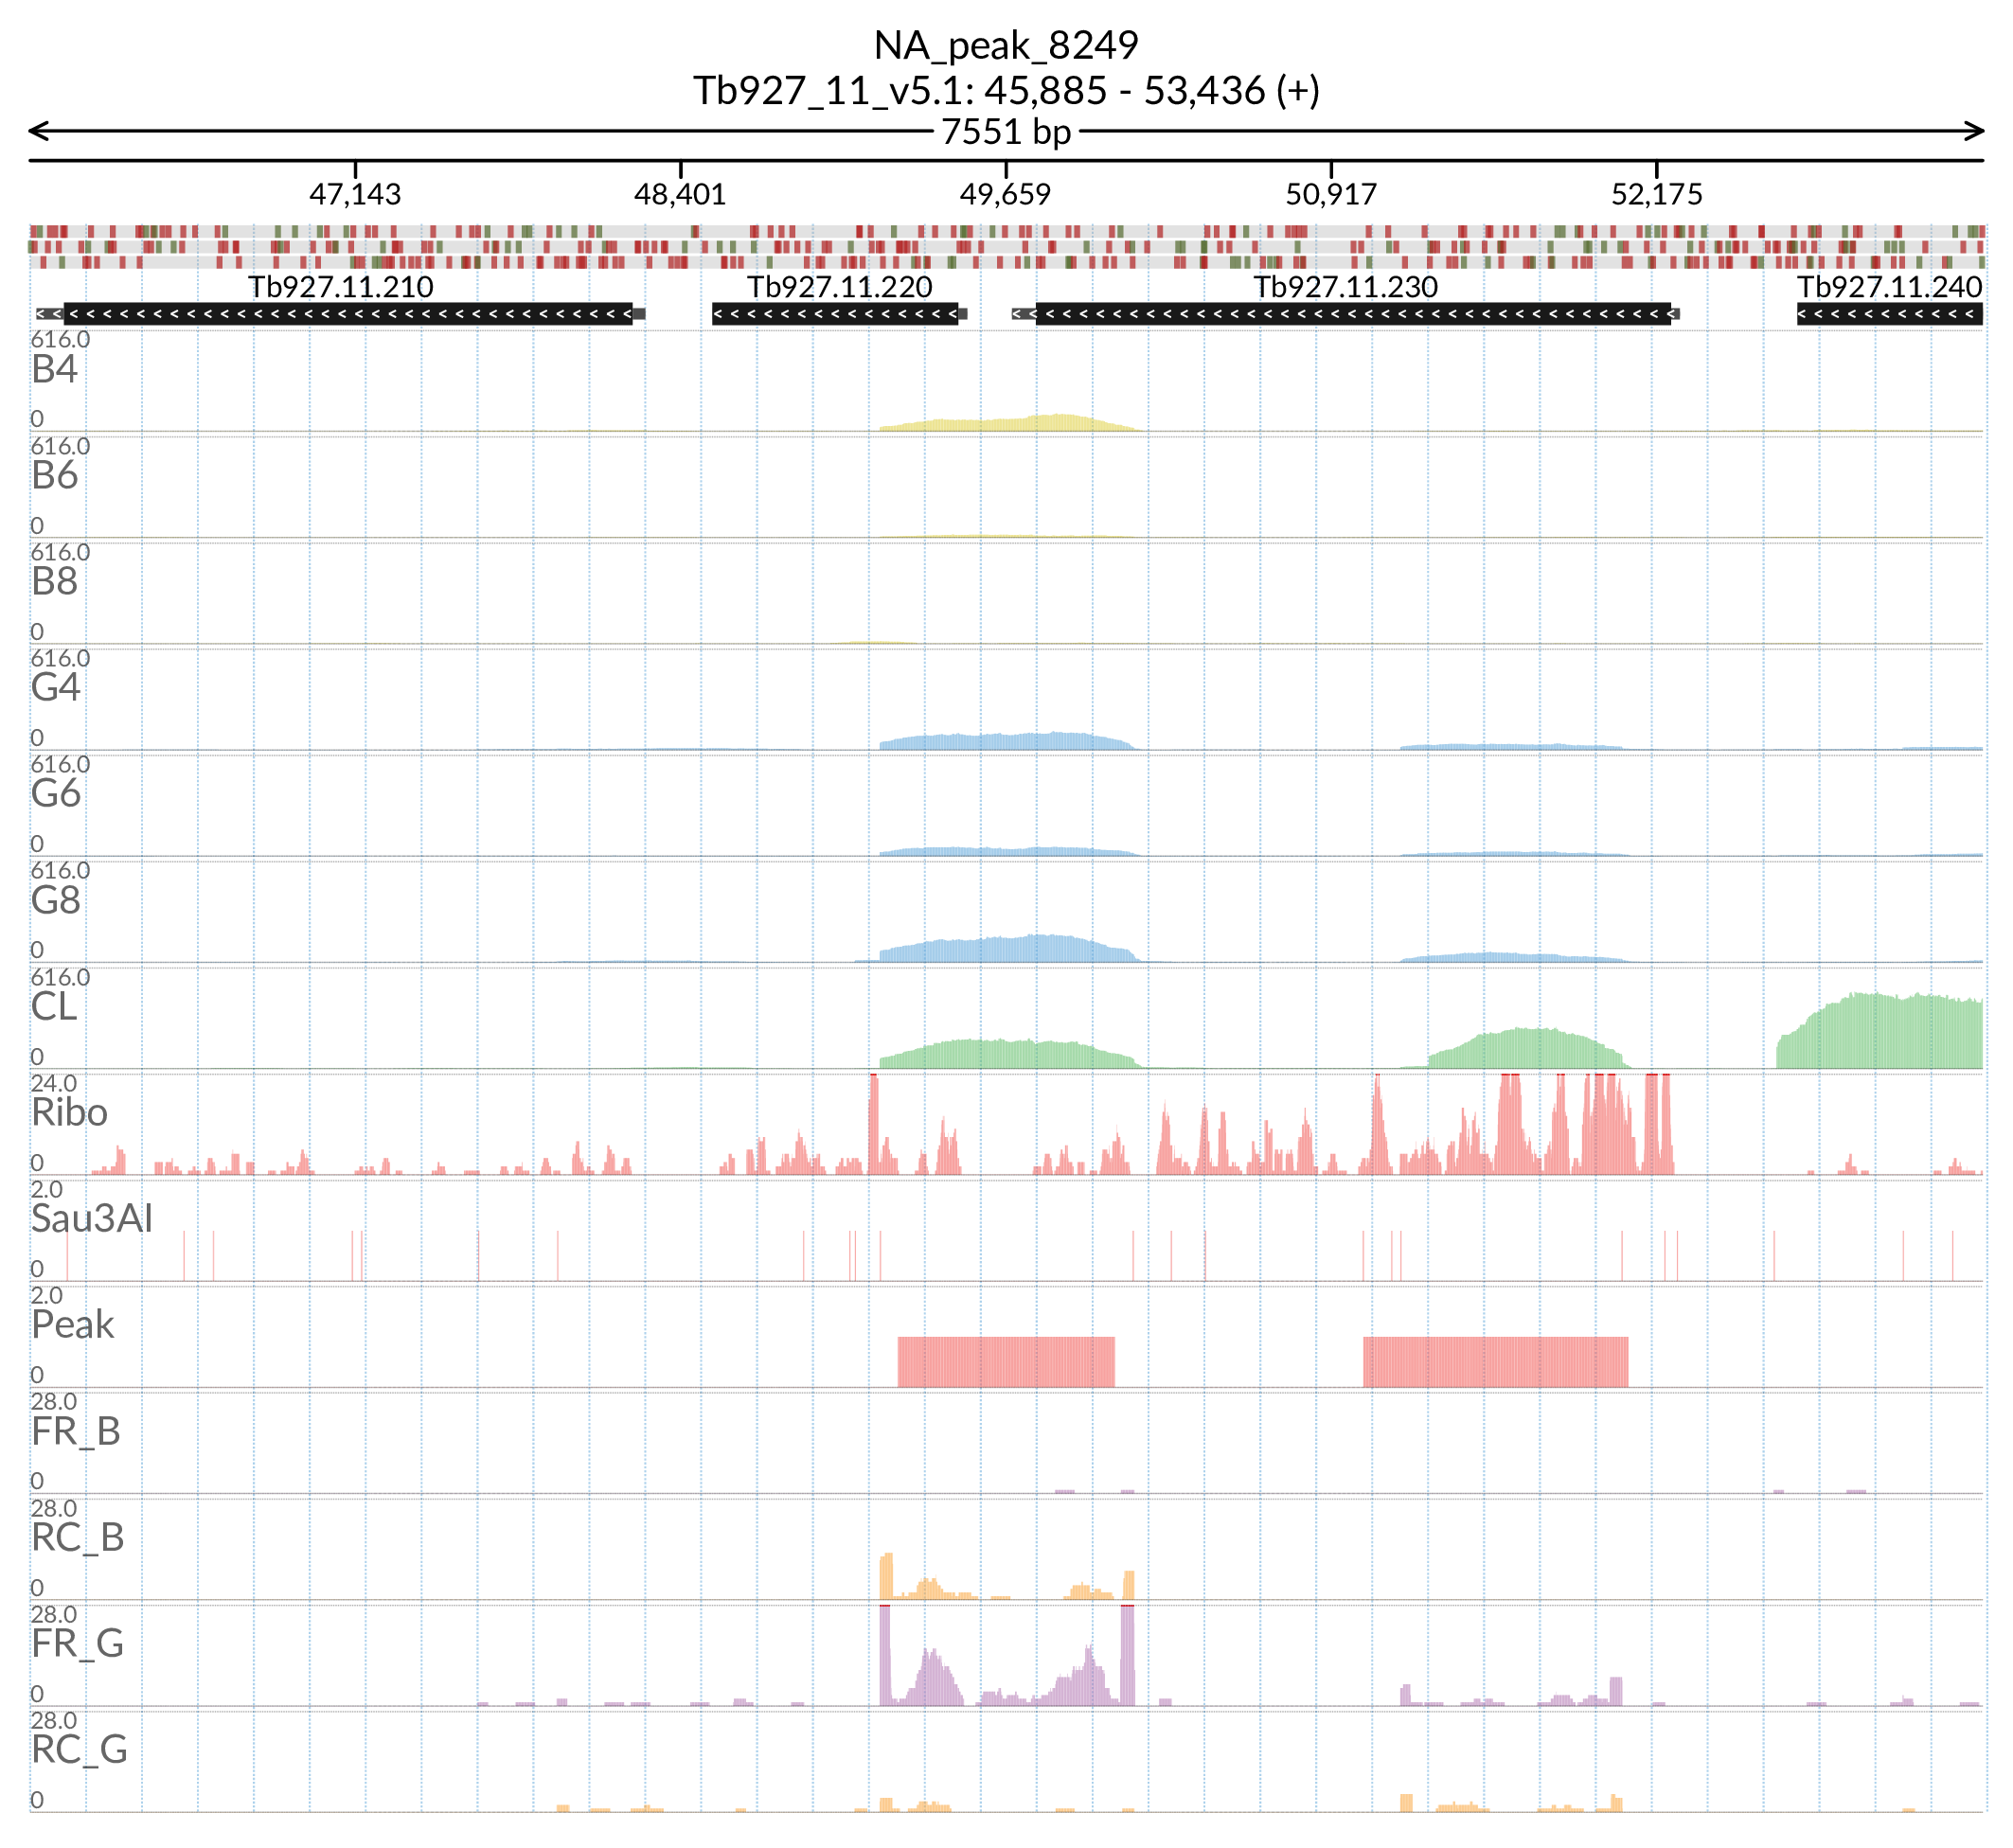 NA_peak_8249
Tb927_11_v5.1: 45,885 - 53,436 (+)
7551 bp
47,143 48,401 49,659 50,917 52,175
Tb927.11.210 Tb927.11.220 Tb927.11.230 Tb927.11.240
616.0
B4
0
616.0
B6
0
616.0
B8
0
616.0
G4
0
616.0
G6
0
616.0
G8
0
616.0
CL
0
24.0
Ribo
0
2.0
Sau3AI
0
2.0
Peak
0
28.0
FR_B
0
28.0
RC_B
0
28.0
FR_G
0
28.0
RC_G
0